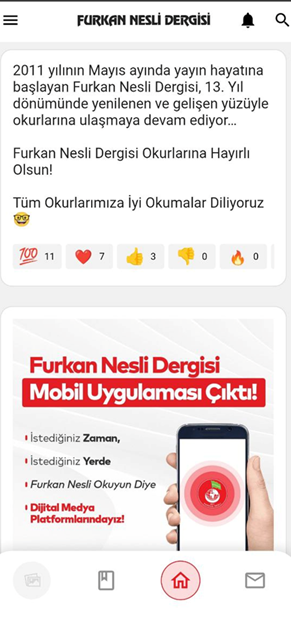 FURKAN NESLİ DERGİSİ
2011 yılının Mayıs ayında yayın hayatına
başlayan Furkan Nesli Dergisi, 13. Yıl
dönümünde yenilenen ve gelişen yüzüyle
okurlarına ulaşmaya devam ediyor...
Furkan Nesli Dergisi Okurlarına Hayırlı
Olsun!
Tüm Okurlarımıza İyi Okumalar Diliyoruz
🤓
💯 11 ❤️ 7 👍 3 👎 0 🔥 0
Furkan Nesli Dergisi
Mobil Uygulaması Çıktı!
İstediğiniz Zaman,
İstediğiniz Yerde
Furkan Nesli Okuyun Diye
Dijital Medya
Platformlarındayız!